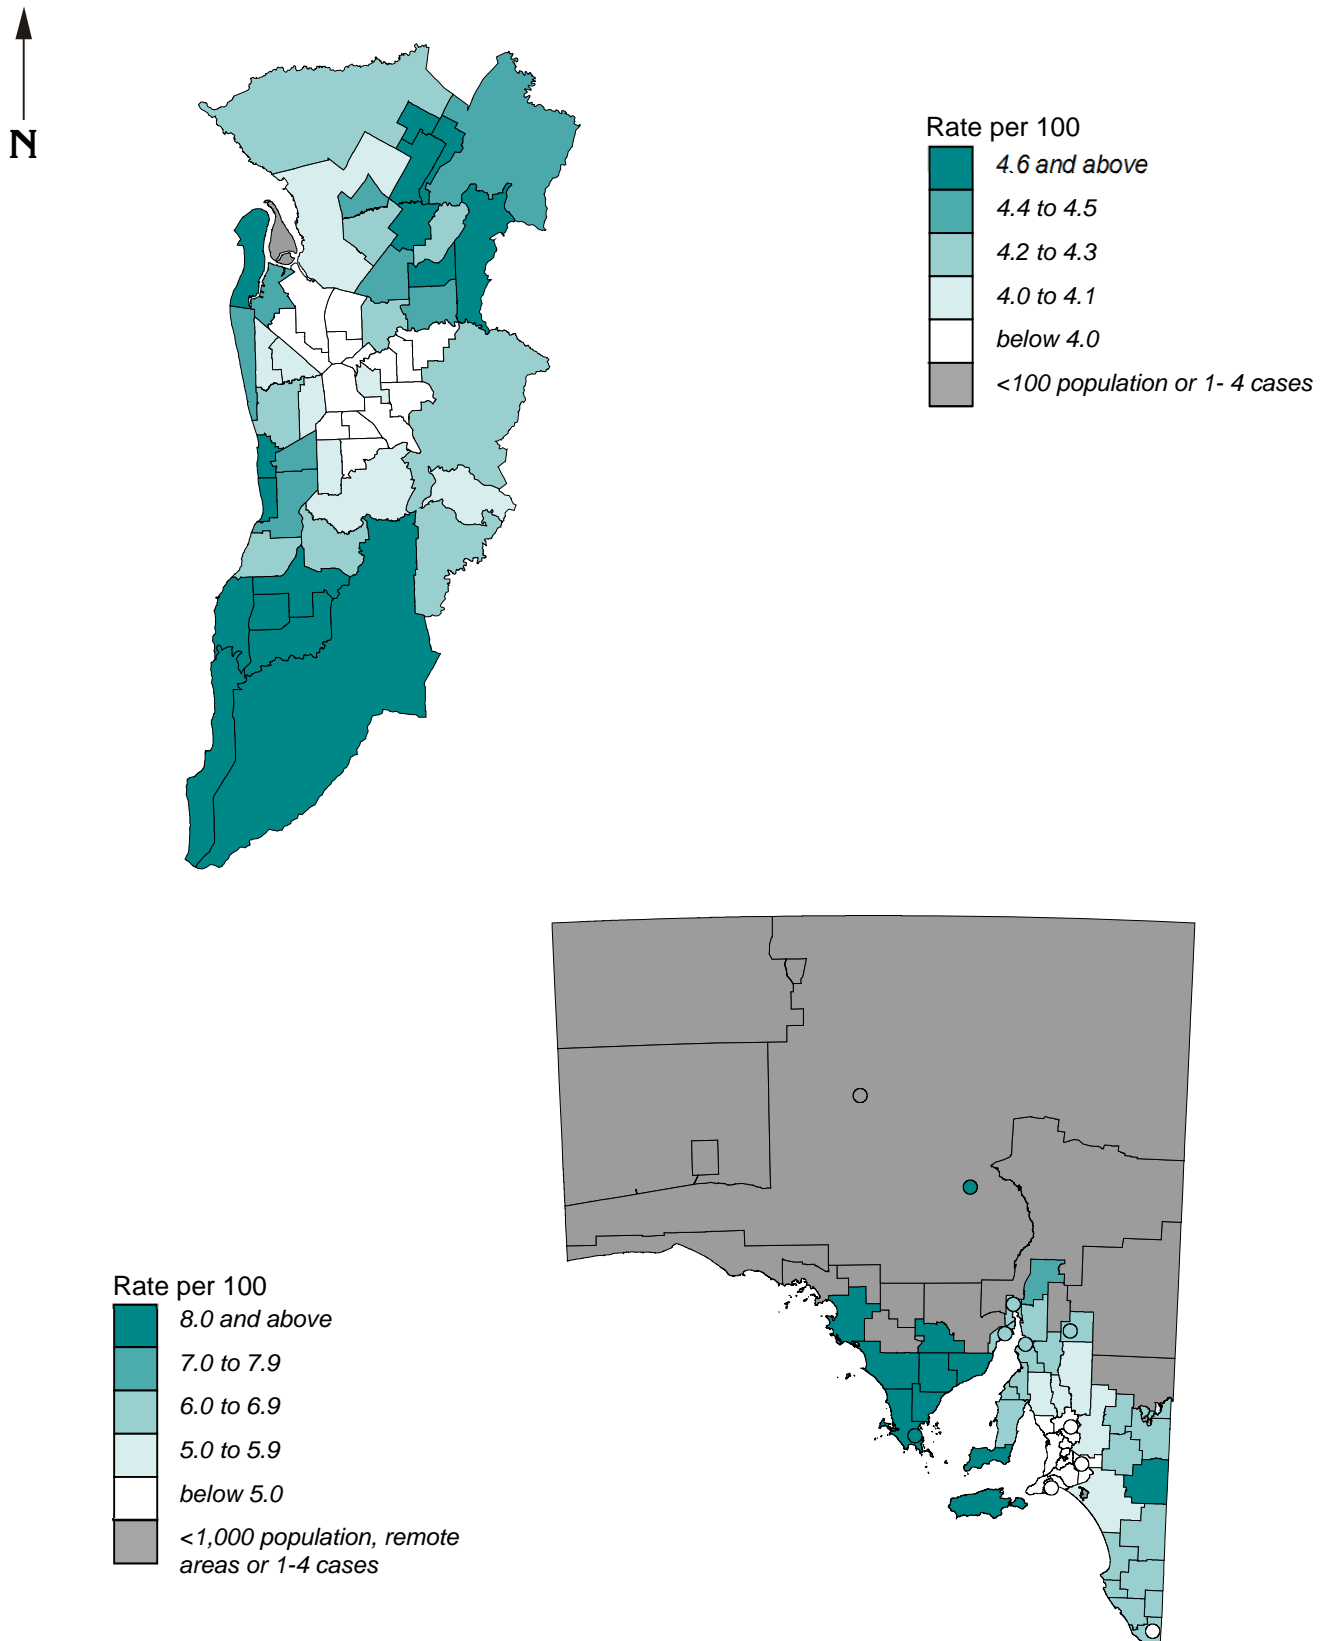 N
Rate per 100
4.6 and above
4.4 to 4.5
4.2 to 4.3
4.0 to 4.1
below 4.0
<100 population or 1- 4 cases
Rate per 100
8.0 and above
7.0 to 7.9
6.0 to 6.9
5.0 to 5.9
below 5.0
<1,000 population, remote
areas or 1-4 cases